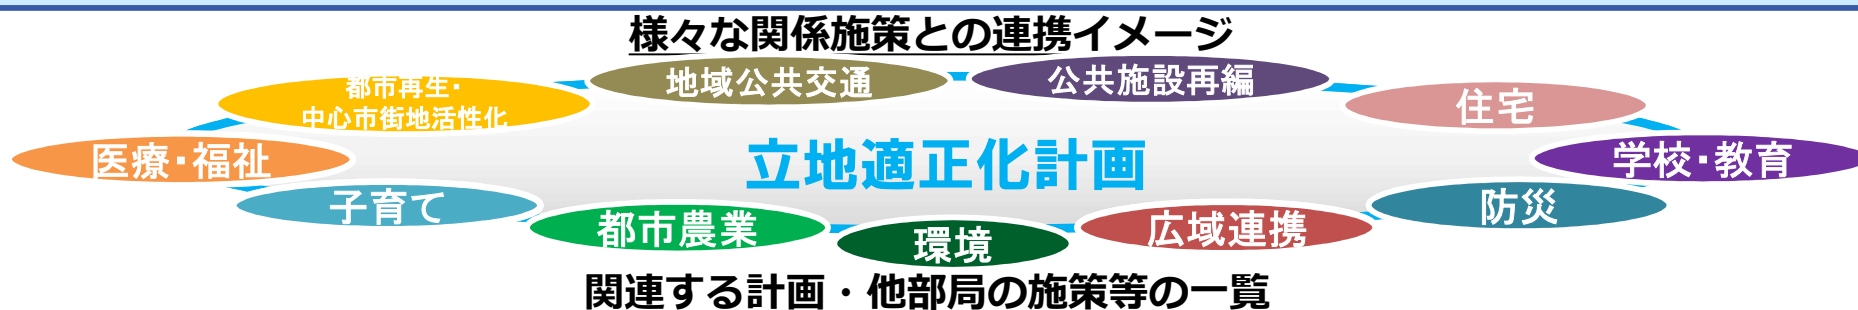 様々な関係施策との連携イメージ
都市再生・
中心市街地活性化
地域公共交通
公共施設再編
住宅
医療・福祉
立地適正化計画
学校・教育
子育て
防災
都市農業
環境
広域連携
関連する計画・他部局の施策等の一覧